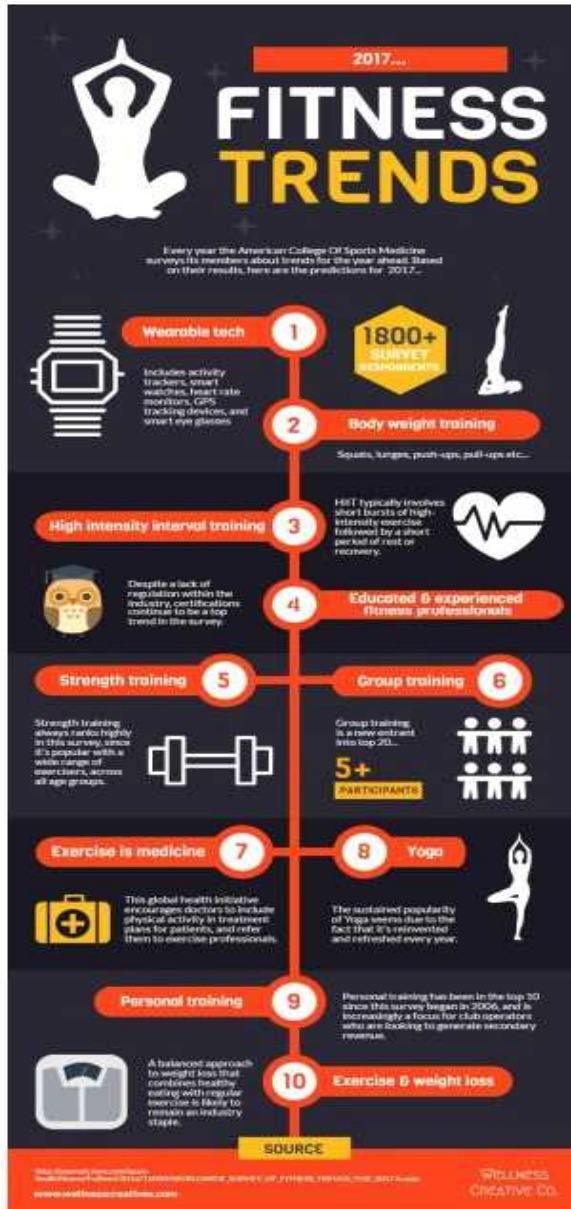 2017...
FITNESS
TRENDS
Every year the American College Of Sports Medicine
surveys its members about trends for the year ahead. Based
on their results, here are the predictions for 2017...
Wearable tech
1
Includes activity
trackers, smart
watches, heart rate
monitors, GPS
tracking devices, and
smart eye glasses
1800+
SURVEY
RESPONDENTS
2
Body weight training
Squats, lunges, push-ups, pull-ups etc...
High intensity interval training
3
HIIT typically involves
short bursts of high-
intensity exercise
followed by a short
period of rest or
recovery.
Despite a lack of
regulation within the
industry, certifications
continue to be a top
trend in the survey.
4
Educated & experienced
fitness professionals
Strength training
5
Strength training
always ranks highly
in this survey, since
it's popular with a
wide range of
exercisers, across
all age groups.
Group training
6
Group training
is a new entrant
into top 20...
5+
PARTICIPANTS
Exercise is medicine
7
This global health initiative
encourages doctors to include
physical activity in treatment
plans for patients, and refer
them to exercise professionals.
8
Yoga
The sustained popularity
of Yoga seems due to the
fact that it's reinvented
and refreshed every year.
Personal training
9
Personal training has been in the top 10
since this survey began in 2006, and is
increasingly a focus for club operators
who are looking to generate secondary
revenue.
A balanced approach
to weight loss that
combines healthy
eating with regular
exercise is likely to
remain an industry
staple.
10
Exercise & weight loss
SOURCE
www.wellnesscreatives.com
WELLNESS
CREATIVE CO.